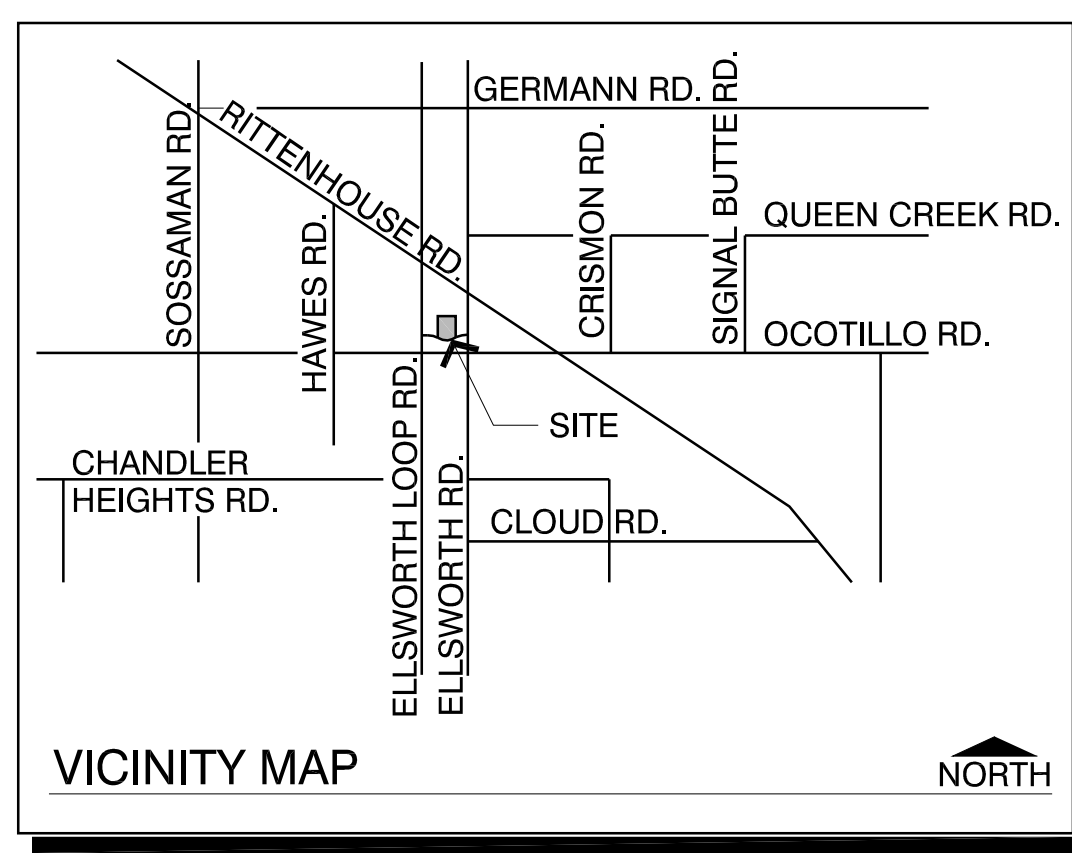 GERMANN RD.
RITTENHOUSE RD.
SOSSAMAN RD.
HAWES RD.
CRISMON RD.
SIGNAL BUTTE RD.
QUEEN CREEK RD.
OCOTILLO RD.
SITE
CHANDLER
HEIGHTS RD.
ELLSWORTH LOOP RD.
ELLSWORTH RD.
CLOUD RD.
VICINITY MAP
NORTH